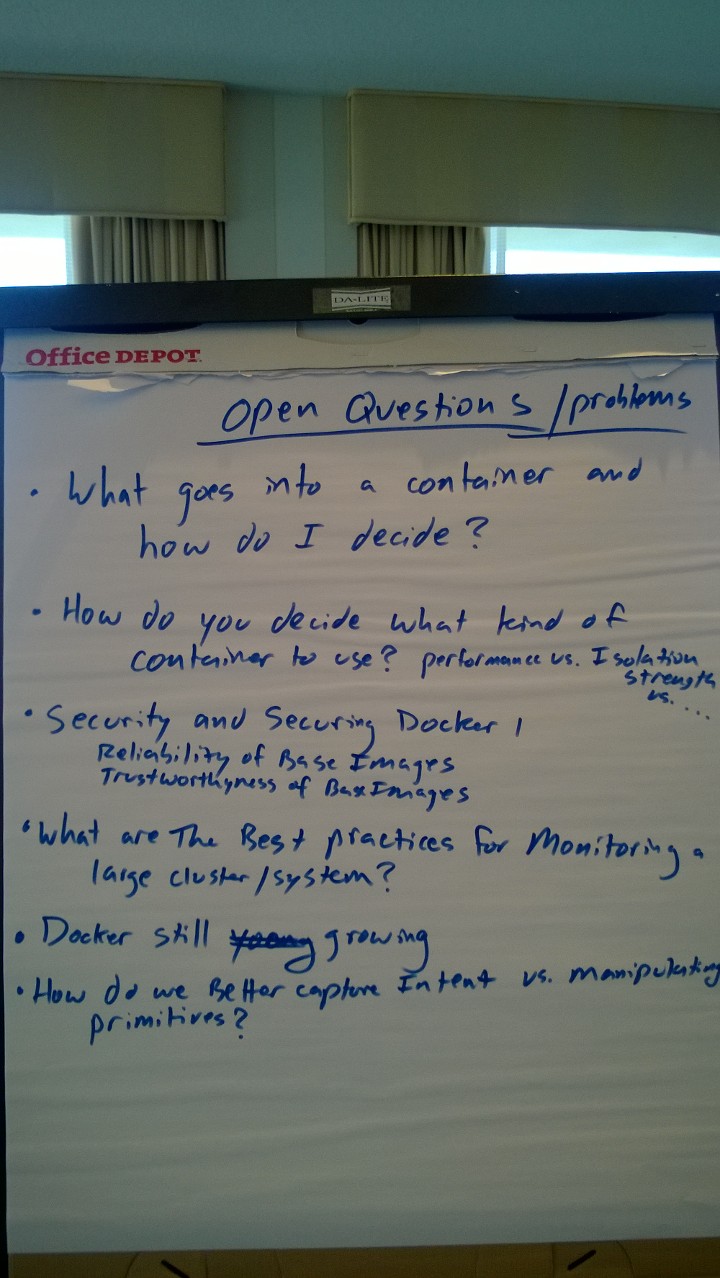 DA-LITE
Office DEPOT
Open Questions/problems
• What goes into a container and
how do I decide?
• How do you decide what kind of
container to use? performance vs. Isolation
strength
vs. ...
• Security and Securing Docker
Reliability of Base Images
Trustworthyness of Base Images
• What are The Best practices for Monitoring a
large cluster/system?
• Docker still young growing
• How do we Better capture Intent vs. manipulating
primitives?